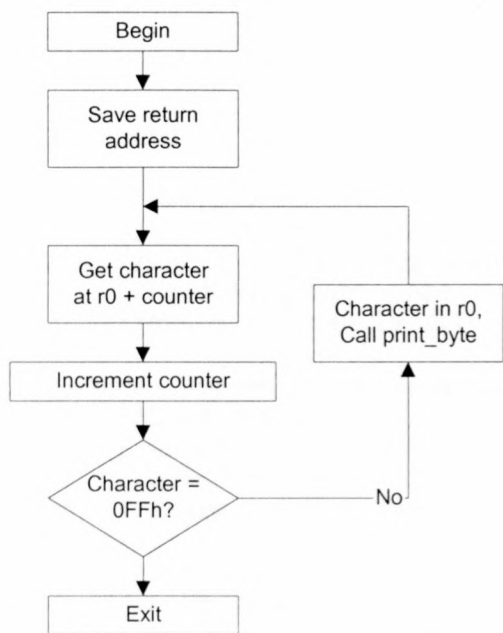 Begin
Save return
address
Get character
at r0 + counter
Character in r0,
Call print_byte
Increment counter
Character =
0FFh?
No
Exit